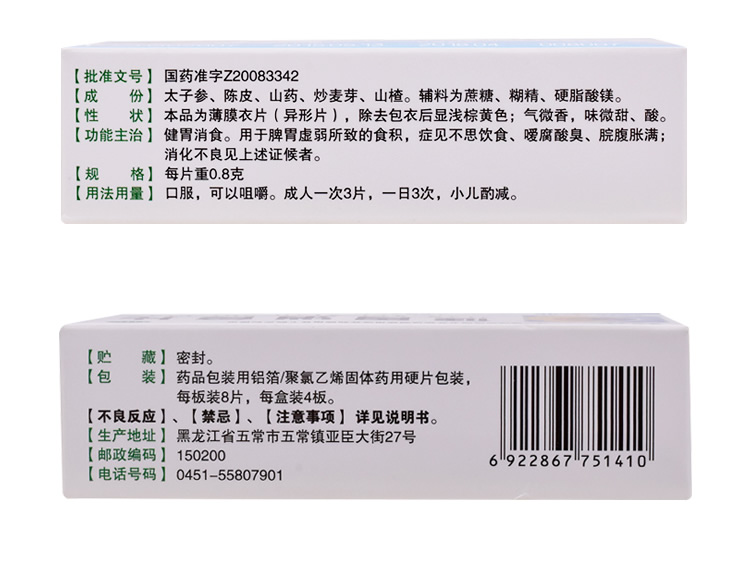 【批准文号】国药准字Z20083342
【成　份】太子参、陈皮、山药、炒麦芽、山楂。辅料为蔗糖、糊精、硬脂酸镁。
【性　状】本品为薄膜衣片（异形片），除去包衣后显浅棕黄色；气微香，味微甜、酸。
【功能主治】健胃消食。用于脾胃虚弱所致的食积，症见不思饮食、嗳腐酸臭、脘腹胀满；
消化不良见上述证候者。
【规　格】每片重0.8克
【用法用量】口服，可以咀嚼。成人一次3片，一日3次，小儿酌减。
【贮　藏】密封。
【包　装】药品包装用铝箔/聚氯乙烯固体药用硬片包装，
每板装8片，每盒装4板。
【不良反应】、【禁忌】、【注意事项】详见说明书。
【生产地址】黑龙江省五常市五常镇亚臣大街27号
【邮政编码】150200
【电话号码】0451-55807901
6 922867 751410